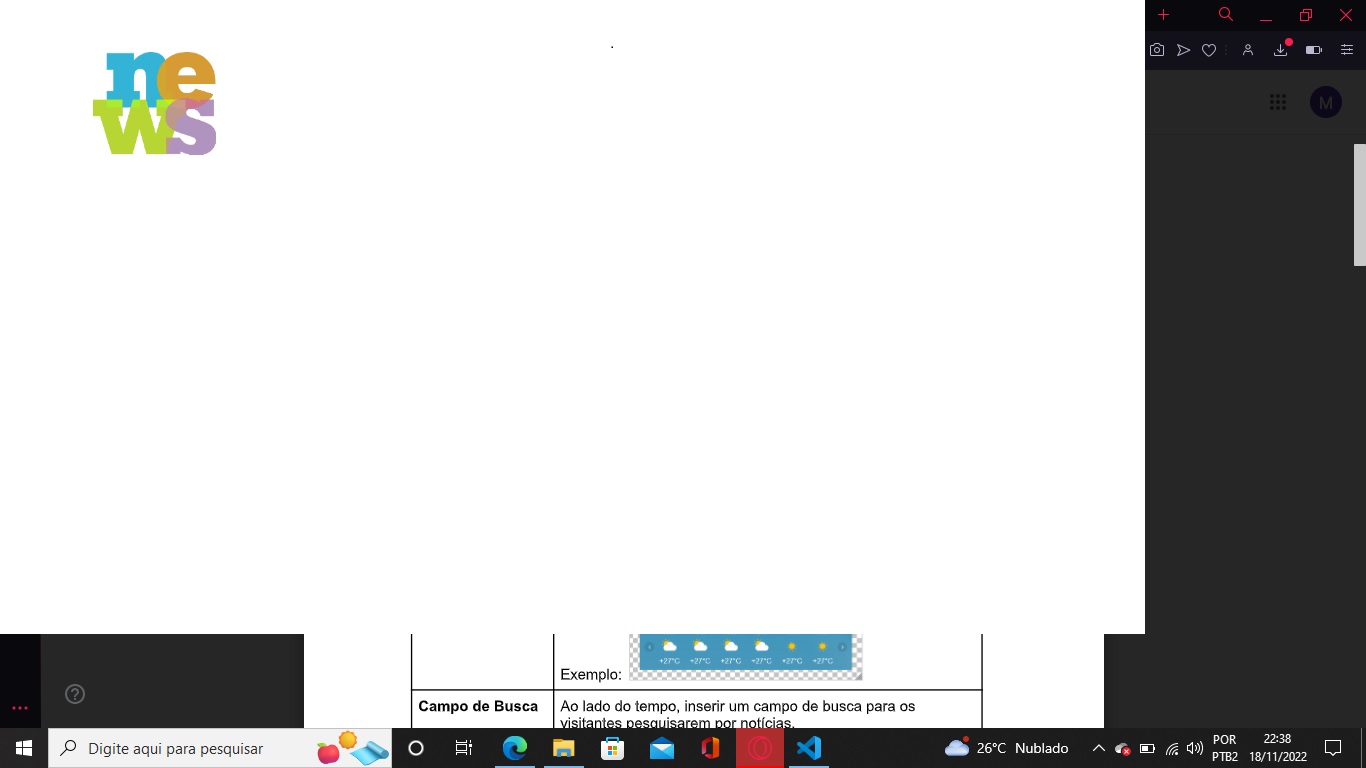 news
M
+27°C +27°C +27°C +27°C +27°C +27°C
Exemplo:
Campo de Busca
Ao lado do tempo, inserir um campo de busca para os
visitantes pesquisarem por notícias.
Digite aqui para pesquisar
26°C Nublado
POR
PTB2
22:38
18/11/2022